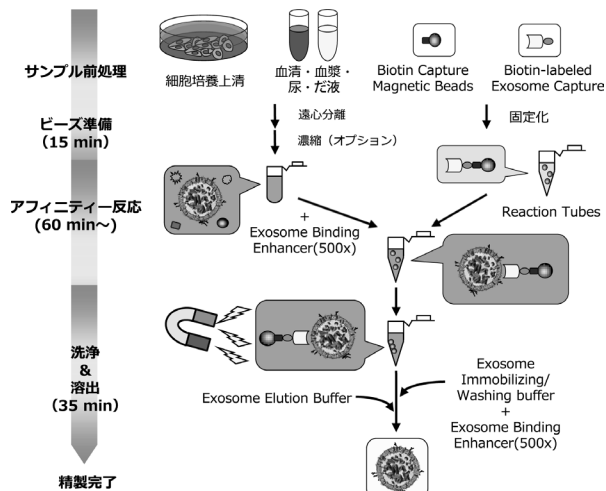 サンプル前処理
ビーズ準備
（15 min）
アフィニティー反応
（60 min～）
洗浄
&
溶出
（35 min）
精製完了
細胞培養上清
血清・血漿・
尿・だ液
遠心分離
濃縮（オプション）
Biotin Capture
Magnetic Beads
Biotin-labeled
Exosome Capture
固定化
Reaction Tubes
+
Exosome Binding
Enhancer(500x)
Exosome Elution Buffer
Exosome
Immobilizing/
Washing buffer
+
Exosome Binding
Enhancer(500x)